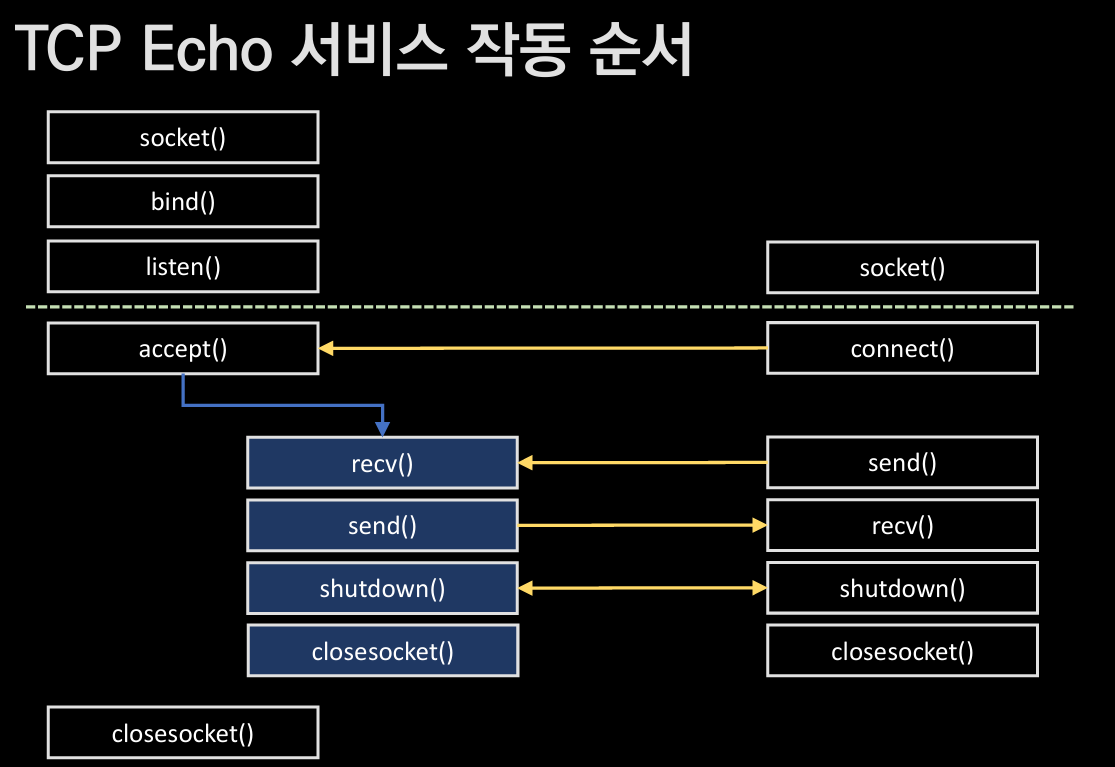 TCP Echo 서비스 작동 순서
socket()
bind()
listen()
socket()
accept()
connect()
recv()
send()
send()
recv()
shutdown()
shutdown()
closesocket()
closesocket()
closesocket()